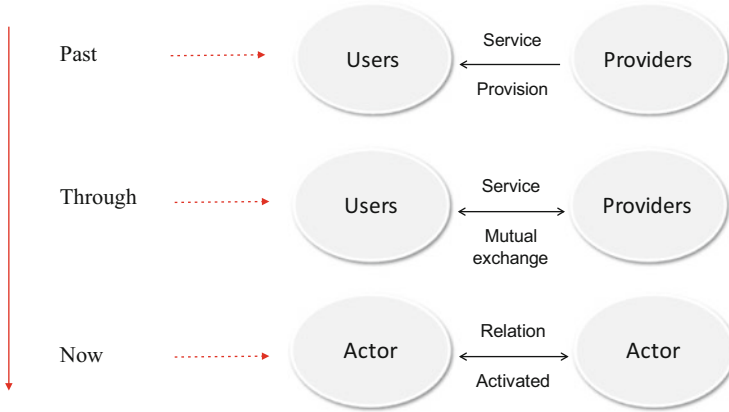 Past
Users
Service
Provision
Providers
Through
Users
Service
Mutual
exchange
Providers
Now
Actor
Relation
Activated
Actor